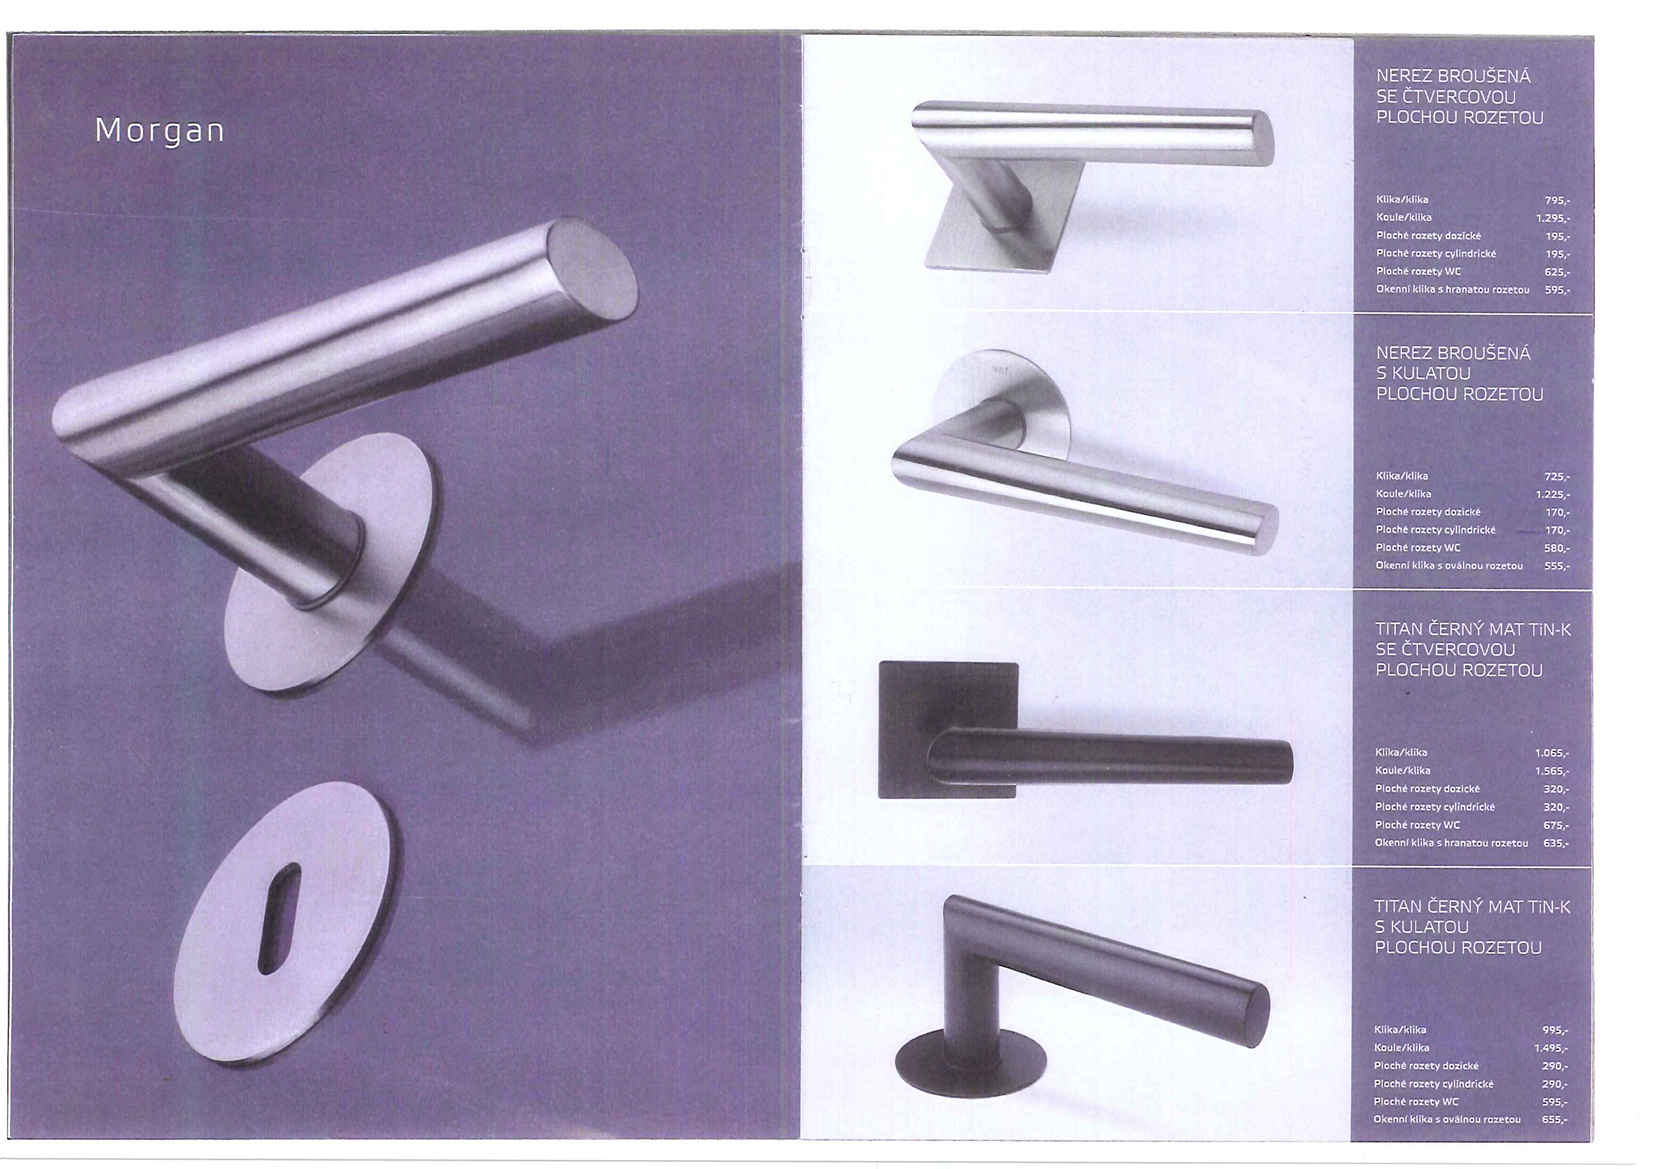 Morgan
NEREZ BROUŠENÁ
SE ČTVERCOVOU
PLOCHOU ROZETOU
Klika/klika 795,-
Koule/klika 1.295,-
Ploché rozety dozické 195,-
Ploché rozety cylindrické 195,-
Ploché rozety WC 625,-
Okenní klika s hranatou rozetou 595,-
NEREZ BROUŠENÁ
S KULATOU
PLOCHOU ROZETOU
Klika/klika 725,-
Koule/klika 1.225,-
Ploché rozety dozické 170,-
Ploché rozety cylindrické 170,-
Ploché rozety WC 580,-
Okenní klika s oválnou rozetou 555,-
TITAN ČERNÝ MAT TiN-K
SE ČTVERCOVOU
PLOCHOU ROZETOU
Klika/klika 1.065,-
Koule/klika 1.565,-
Ploché rozety dozické 320,-
Ploché rozety cylindrické 320,-
Ploché rozety WC 675,-
Okenní klika s hranatou rozetou 635,-
TITAN ČERNÝ MAT TiN-K
S KULATOU
PLOCHOU ROZETOU
Klika/klika 995,-
Koule/klika 1.495,-
Ploché rozety dozické 290,-
Ploché rozety cylindrické 290,-
Ploché rozety WC 595,-
Okenní klika s oválnou rozetou 655,-